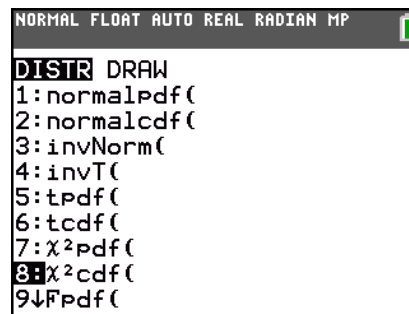 NORMAL FLOAT AUTO REAL RADIAN MP
DISTR DRAW
1:normalpdf(
2:normalcdf(
3:invNorm(
4:invT(
5:tpdf(
6:tcdf(
7:χ²pdf(
8:χ²cdf(
9↓Fpdf(